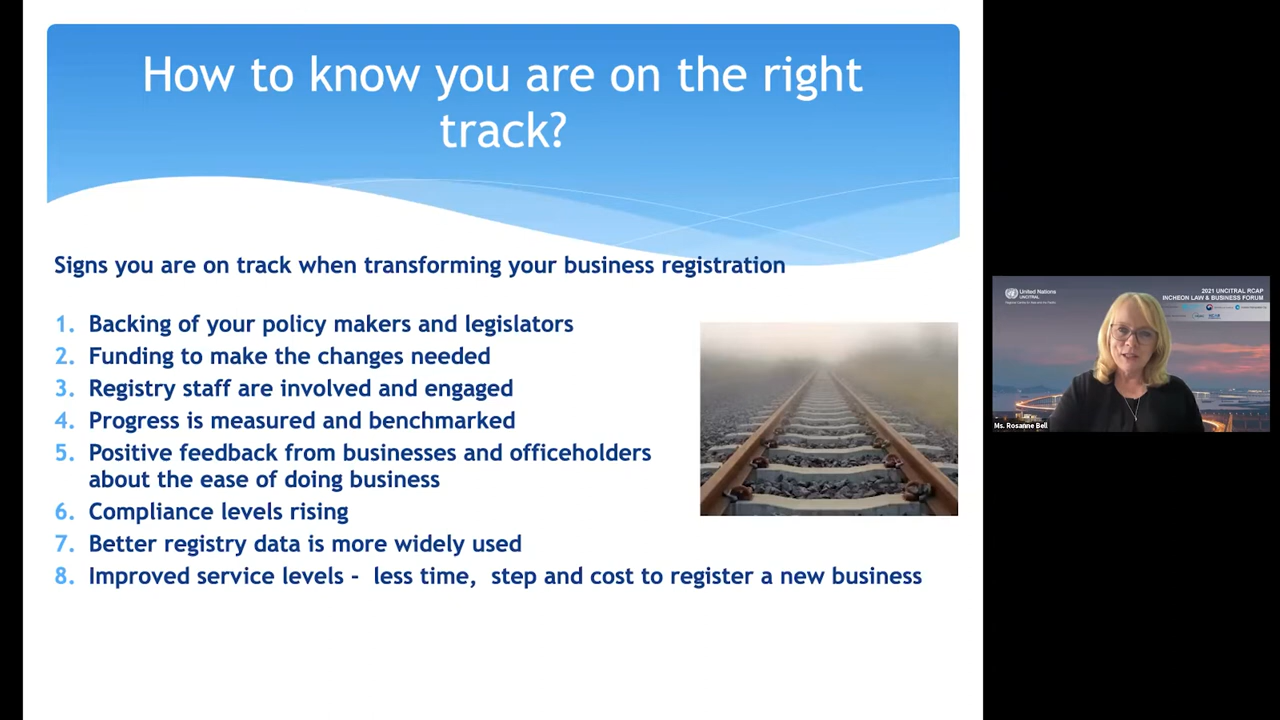 How to know you are on the right
track?
Signs you are on track when transforming your business registration
1. Backing of your policy makers and legislators
2. Funding to make the changes needed
3. Registry staff are involved and engaged
4. Progress is measured and benchmarked
5. Positive feedback from businesses and officeholders
about the ease of doing business
6. Compliance levels rising
7. Better registry data is more widely used
8. Improved service levels - less time, step and cost to register a new business
United Nations
UNCITRAL
2021 UNCITRAL RCAP
INCHEON LAW & BUSINESS FORUM
Ms. Rosanne Bell